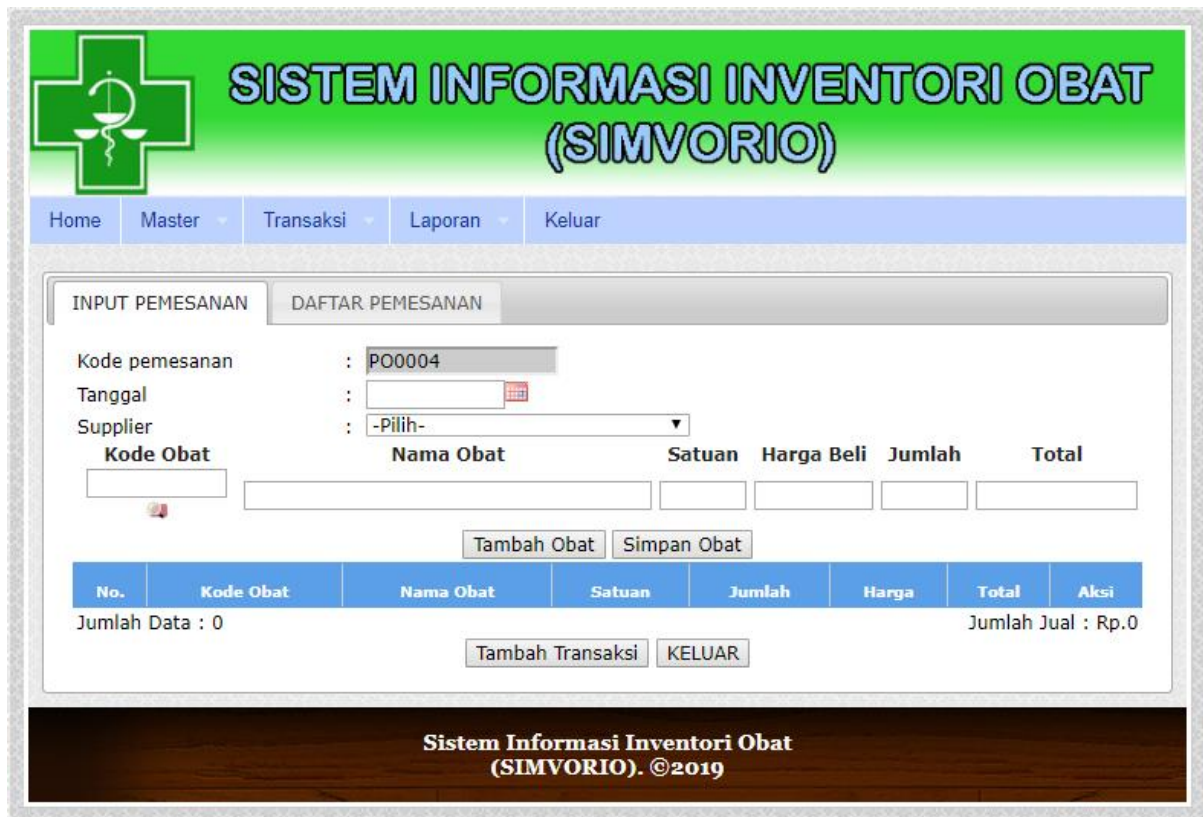 SISTEM INFORMASI INVENTORI OBAT
(SIMVORIO)
Home Master Transaksi Laporan Keluar
INPUT PEMESANAN DAFTAR PEMESANAN
Kode pemesanan : PO0004
Tanggal :
Supplier : -Pilih-
Kode Obat Nama Obat Satuan Harga Beli Jumlah Total
Tambah Obat Simpan Obat
No. Kode Obat Nama Obat Satuan Jumlah Harga Total Aksi
Jumlah Data : 0 Jumlah Jual : Rp.0
Tambah Transaksi KELUAR
Sistem Informasi Inventori Obat
(SIMVORIO). ©2019